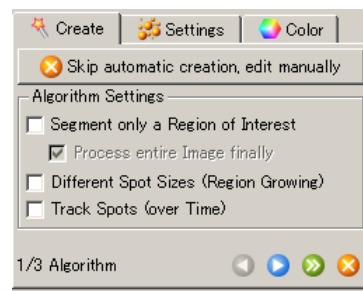 Create Settings Color
Skip automatic creation, edit manually
Algorithm Settings
Segment only a Region of Interest
Process entire Image finally
Different Spot Sizes (Region Growing)
Track Spots (over Time)
1/3 Algorithm